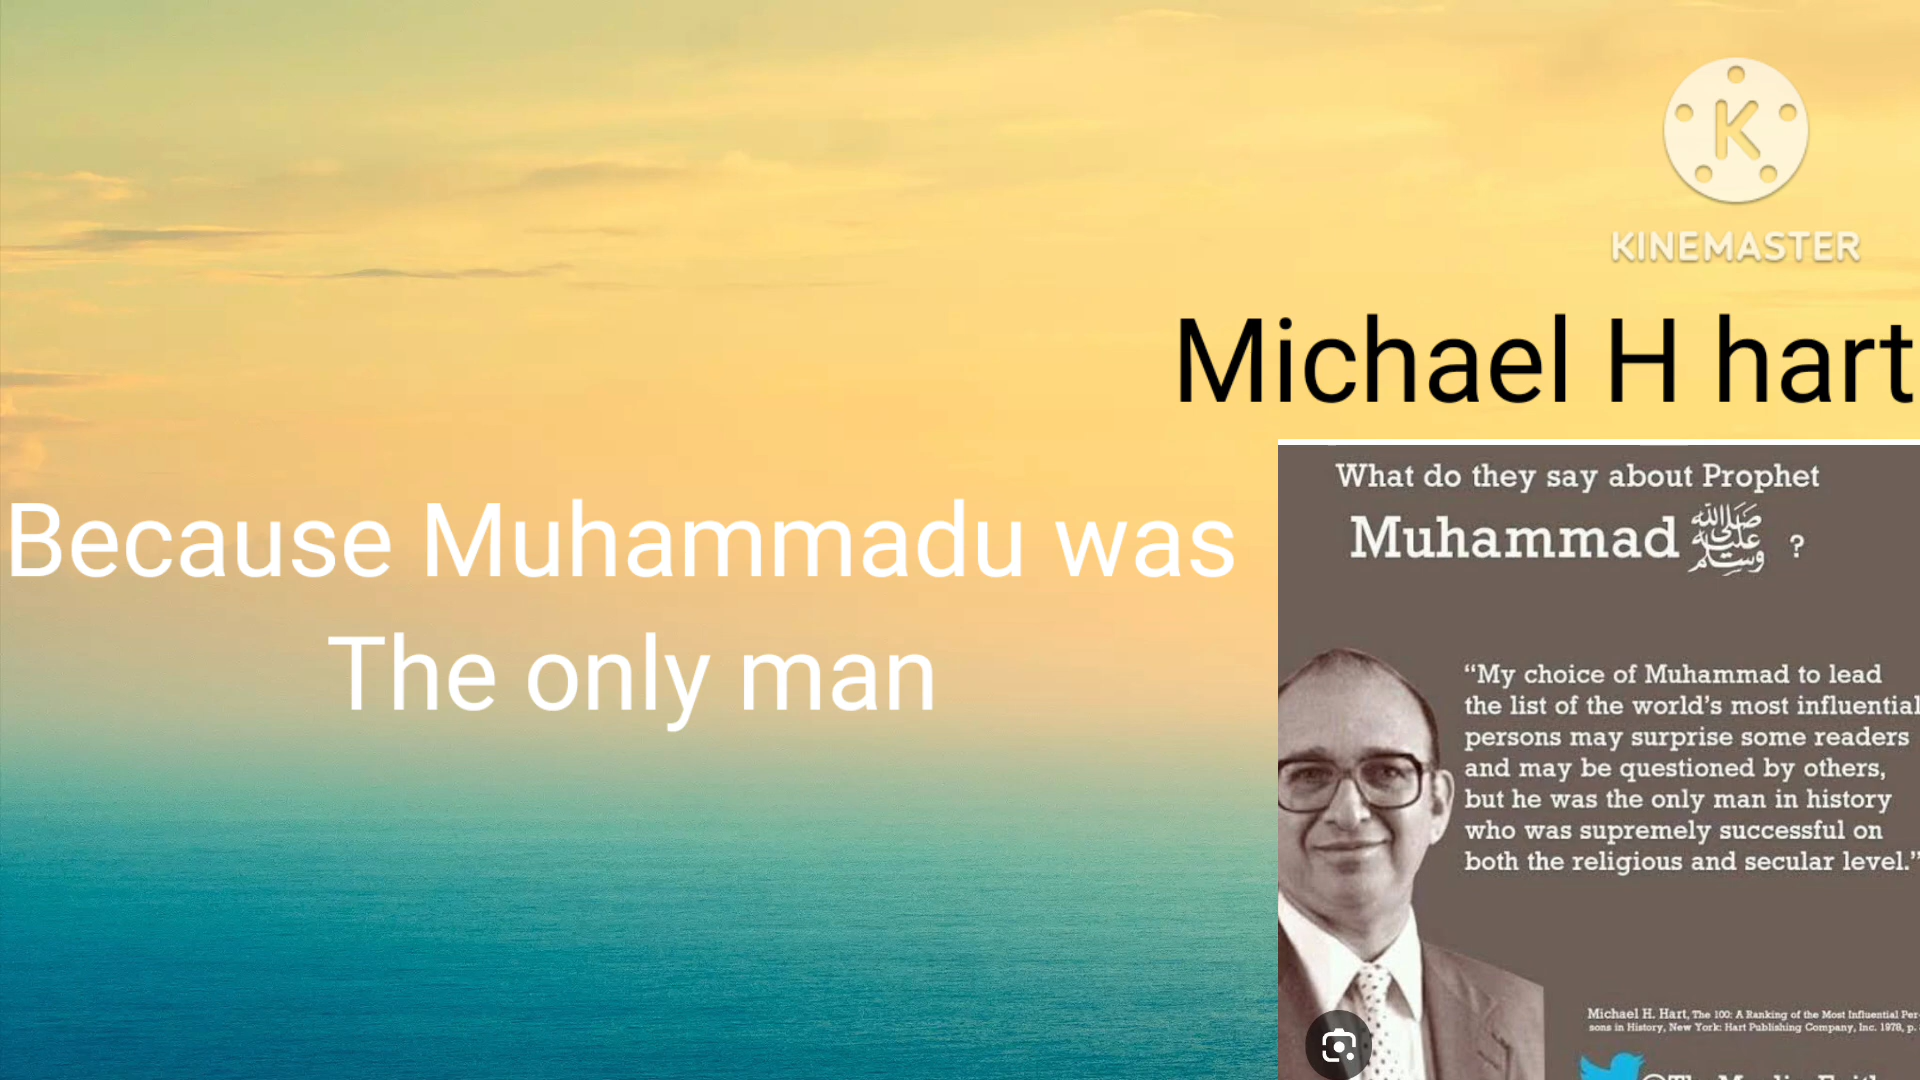 K
KINEMASTER
Michael H hart
Because Muhammadu was
The only man
What do they say about Prophet
Muhammad ﷺ ?
“My choice of Muhammad to lead
the list of the world’s most influential
persons may surprise some readers
and may be questioned by others,
but he was the only man in history
who was supremely successful on
both the religious and secular level.”
Michael H. Hart, The 100: A Ranking of the Most Influential Per-
sons in History, New York: Hart Publishing Company, Inc. 1978, p.